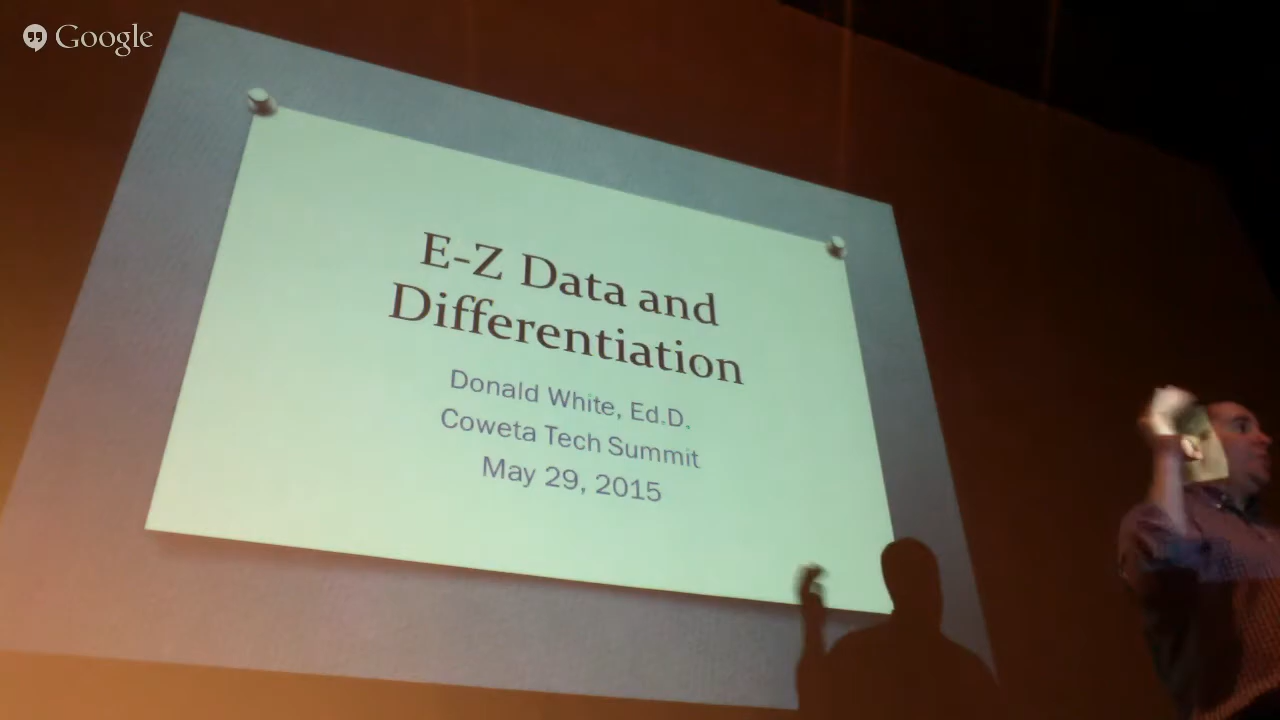 Google
E-Z Data and
Differentiation
Donald White, Ed.D.
Coweta Tech Summit
May 29, 2015